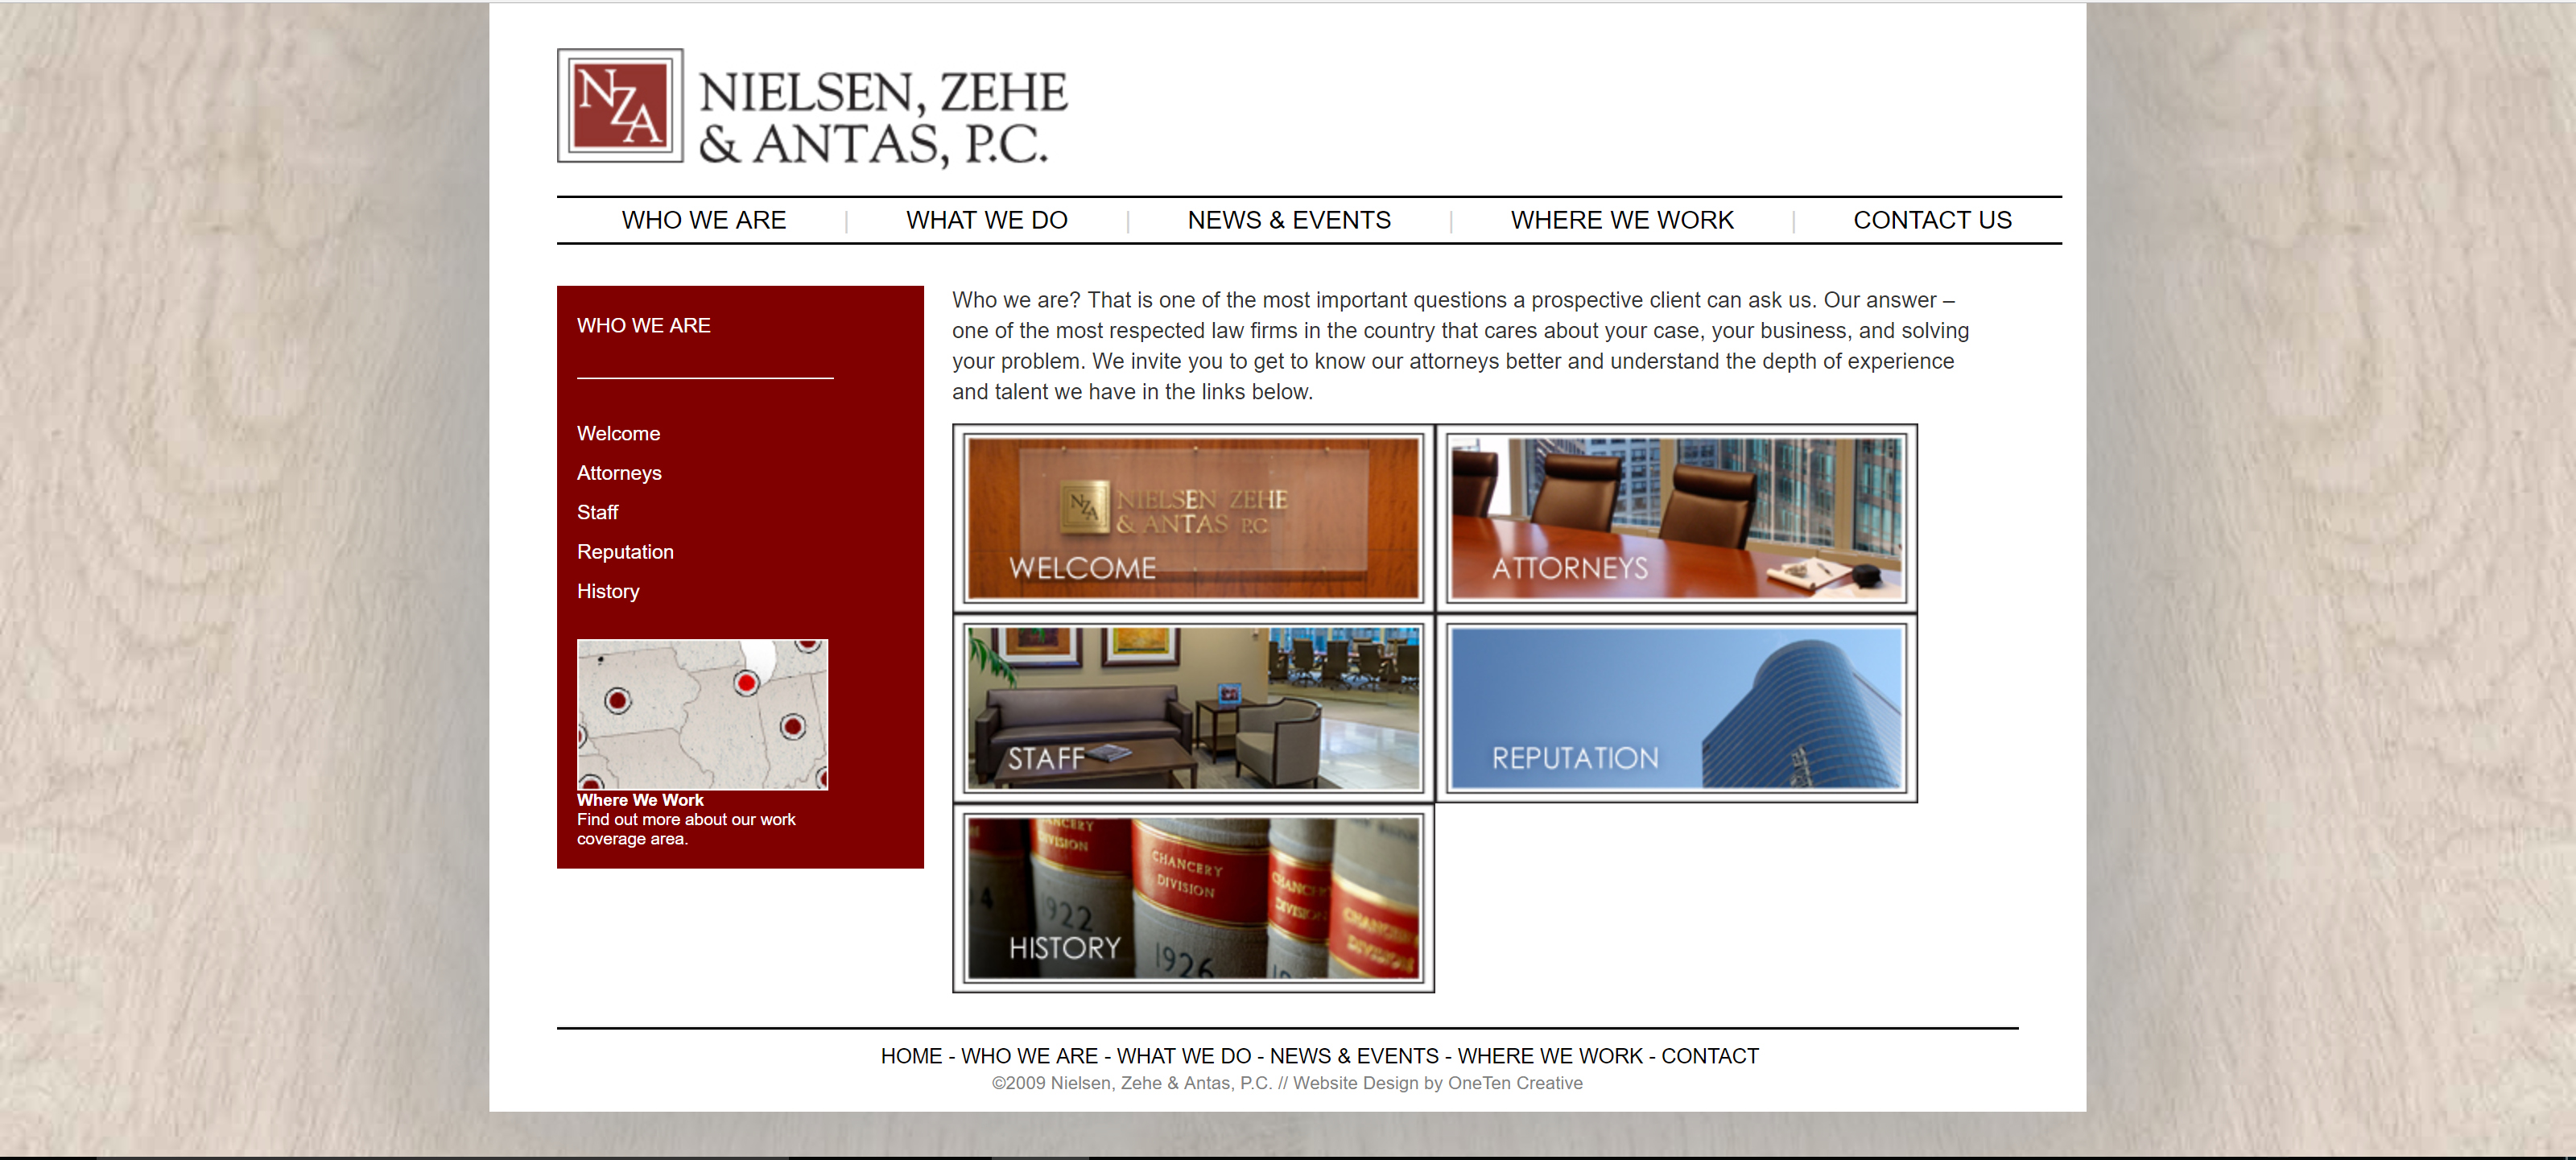 NZA
NIELSEN, ZEHE
& ANTAS, P.C.
WHO WE ARE | WHAT WE DO | NEWS & EVENTS | WHERE WE WORK | CONTACT US
WHO WE ARE
Welcome
Attorneys
Staff
Reputation
History
Where We Work
Find out more about our work
coverage area.
Who we are? That is one of the most important questions a prospective client can ask us. Our answer –
one of the most respected law firms in the country that cares about your case, your business, and solving
your problem. We invite you to get to know our attorneys better and understand the depth of experience
and talent we have in the links below.
NZA
NIELSEN ZEHE
& ANTAS P.C
WELCOME
ATTORNEYS
STAFF
REPUTATION
CHANCERY
DIVISION
1922
CHANCERY
DIVISION
1926
CHANCERY
DIVISION
CHANCERY
DIVISION
HISTORY
HOME - WHO WE ARE - WHAT WE DO - NEWS & EVENTS - WHERE WE WORK - CONTACT
©2009 Nielsen, Zehe & Antas, P.C. // Website Design by OneTen Creative